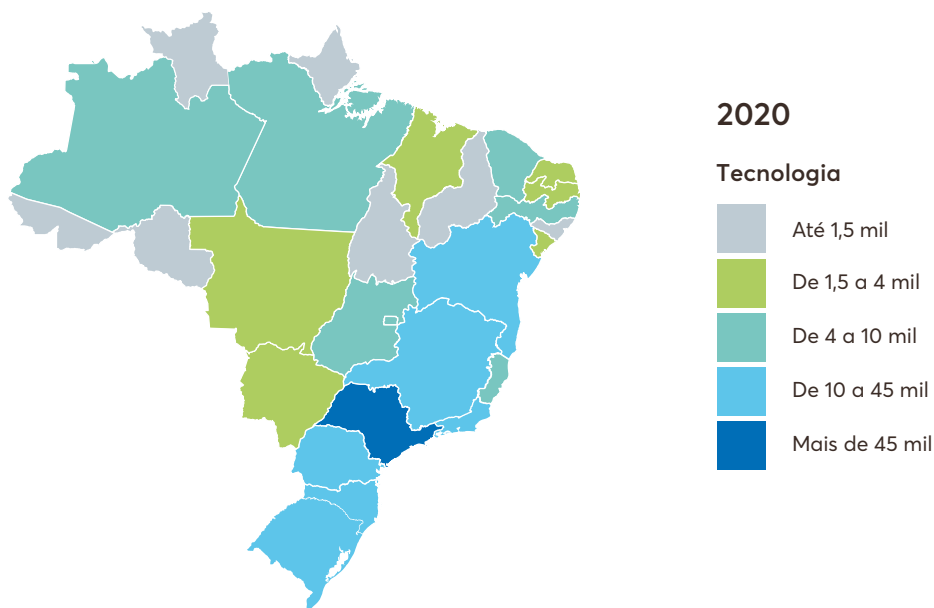 2020
Tecnologia
Até 1,5 mil
De 1,5 a 4 mil
De 4 a 10 mil
De 10 a 45 mil
Mais de 45 mil